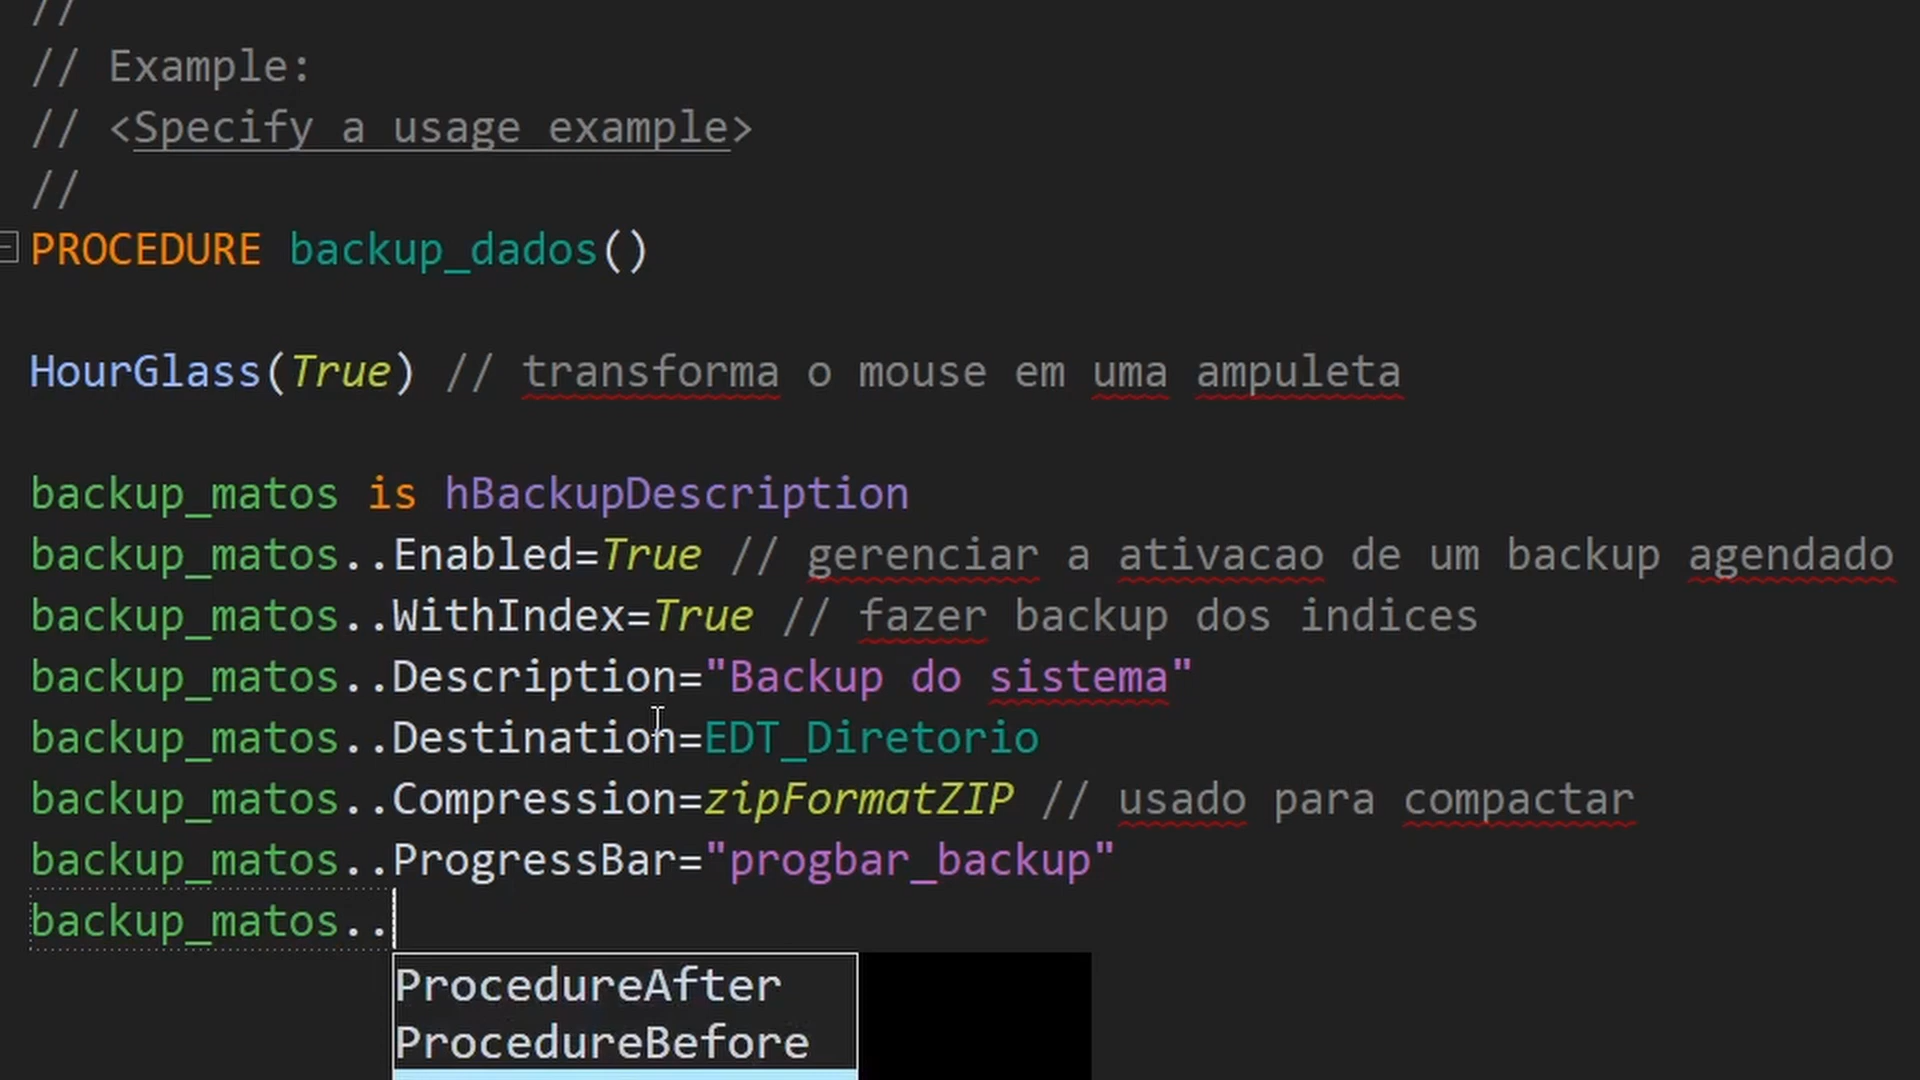 //
// Example:
// <Specify a usage example>
//
PROCEDURE backup_dados()
HourGlass(True) // transforma o mouse em uma ampuleta
backup_matos is hBackupDescription
backup_matos..Enabled=True // gerenciar a ativacao de um backup agendado
backup_matos..WithIndex=True // fazer backup dos indices
backup_matos..Description="Backup do sistema"
backup_matos..Destination=EDT_Diretorio
backup_matos..Compression=zipFormatZIP // usado para compactar
backup_matos..ProgressBar="progbar_backup"
backup_matos..
ProcedureAfter
ProcedureBefore